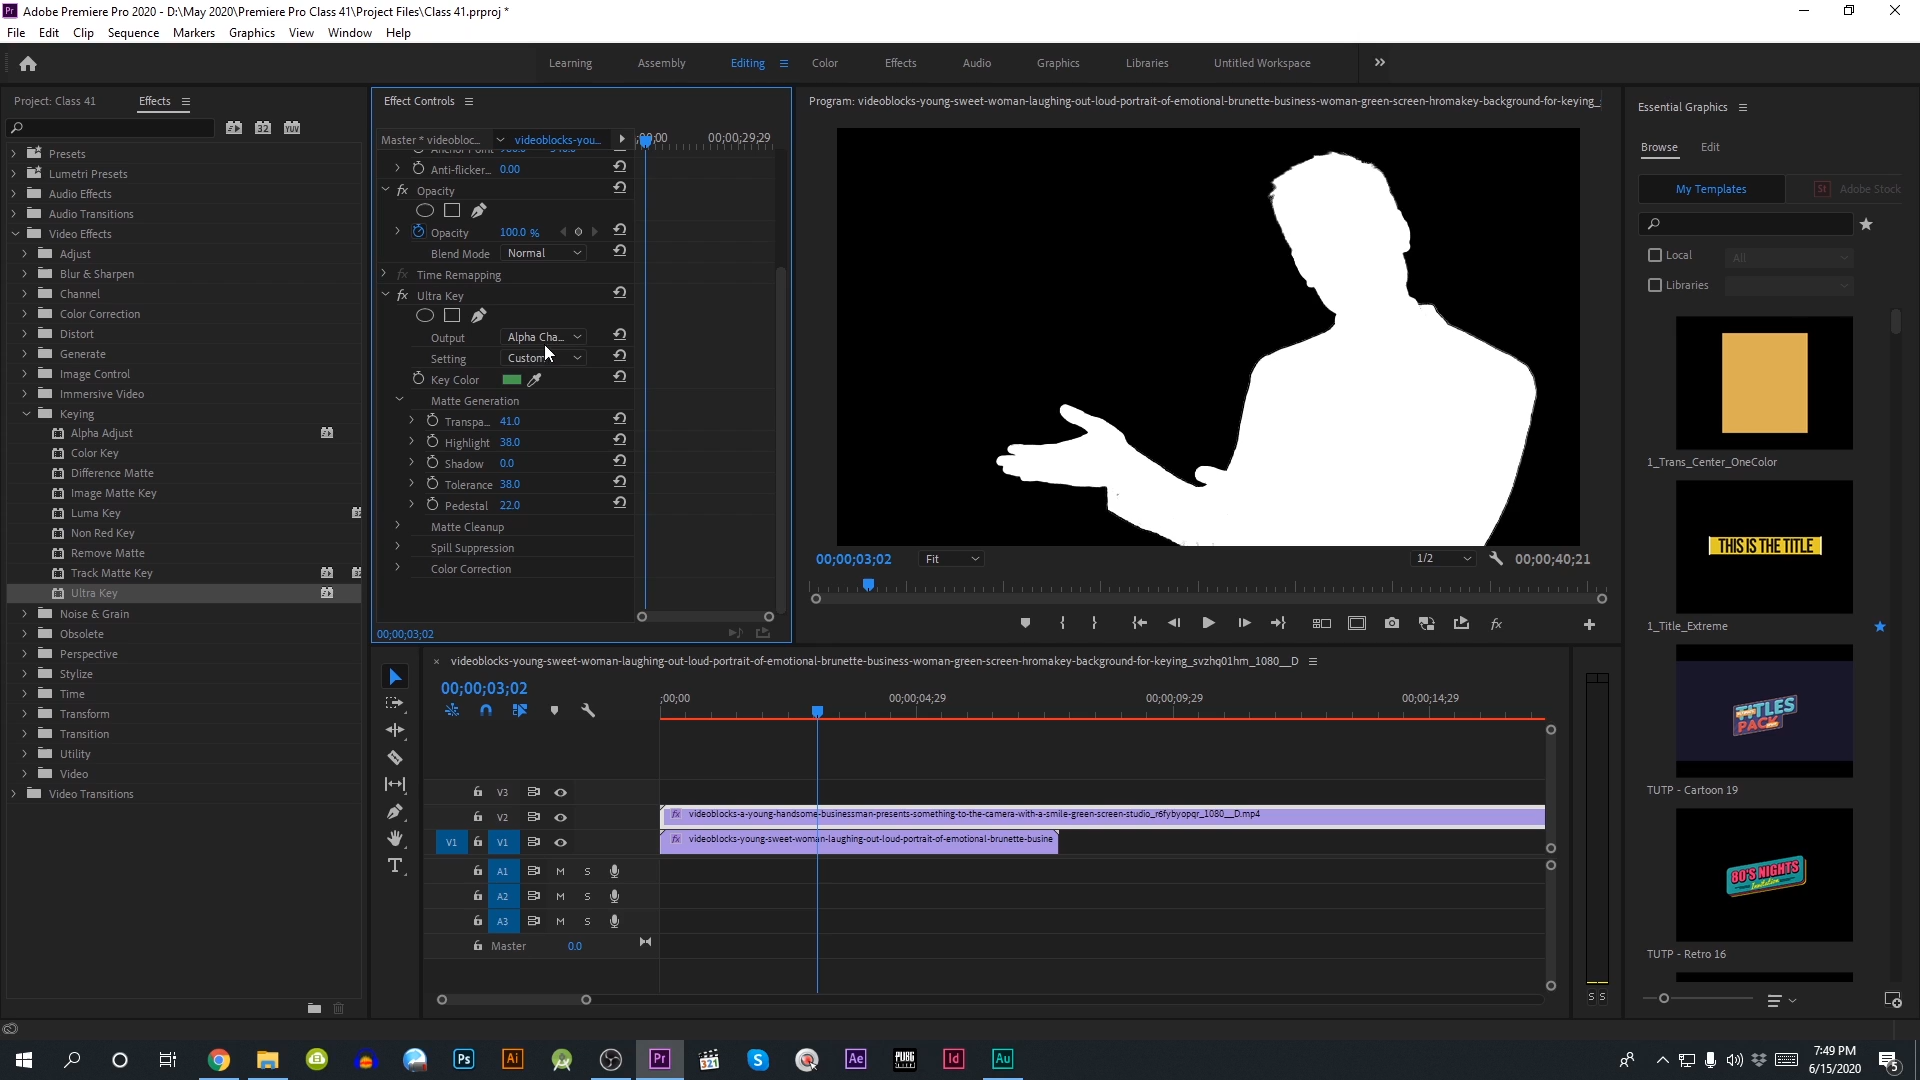 Adobe Premiere Pro 2020 - D:\May 2020\Premiere Pro Class 41\Project Files\Class 41.prproj *
File Edit Clip Sequence Markers Graphics View Window Help
Learning Assembly Editing Color Effects Audio Graphics Libraries Untitled Workspace
Project: Class 41 Effects
Presets
Lumetri Presets
Audio Effects
Audio Transitions
Video Effects
Adjust
Blur & Sharpen
Channel
Color Correction
Distort
Generate
Image Control
Immersive Video
Keying
Alpha Adjust
Color Key
Difference Matte
Image Matte Key
Luma Key
Non Red Key
Remove Matte
Track Matte Key
Ultra Key
Noise & Grain
Obsolete
Perspective
Stylize
Time
Transform
Transition
Utility
Video
Video Transitions
Effect Controls
Master * videobloc... videoblocks-you... ;00;00 00;00;29;29
Anti-flicker... 0.00
Opacity
Opacity 100.0 %
Blend Mode Normal
Time Remapping
Ultra Key
Output Alpha Cha...
Setting Custom
Key Color
Matte Generation
Transpa... 41.0
Highlight 38.0
Shadow 0.0
Tolerance 38.0
Pedestal 22.0
Matte Cleanup
Spill Suppression
Color Correction
00;00;03;02
Program: videoblocks-young-sweet-woman-laughing-out-loud-portrait-of-emotional-brunette-business-woman-green-screen-hromakey-background-for-keying_
00;00;03;02 Fit 1/2 00;00;40;21
videoblocks-young-sweet-woman-laughing-out-loud-portrait-of-emotional-brunette-business-woman-green-screen-hromakey-background-for-keying_svzhq01hm_1080__D
00;00;03;02
;00;00 00;00;04;29 00;00;09;29 00;00;14;29
V3
V2 videoblocks-a-young-handsome-businessman-presents-something-to-the-camera-with-a-smile-green-screen-studio_r6fybyopqr_1080__D.mp4
V1 V1 videoblocks-young-sweet-woman-laughing-out-loud-portrait-of-emotional-brunette-busine
A1 M S
A2 M S
A3 M S
Master 0.0
S S
Essential Graphics
Browse Edit
My Templates St Adobe Stock
Local All
Libraries
1_Trans_Center_OneColor
THIS IS THE TITLE
1_Title_Extreme
TITLES
PACK
TUTP - Cartoon 19
80'S NIGHTS
Invitation
TUTP - Retro 16
Ps Ai Pr 321 Ae PUBG Id Au
7:49 PM
6/15/2020
5